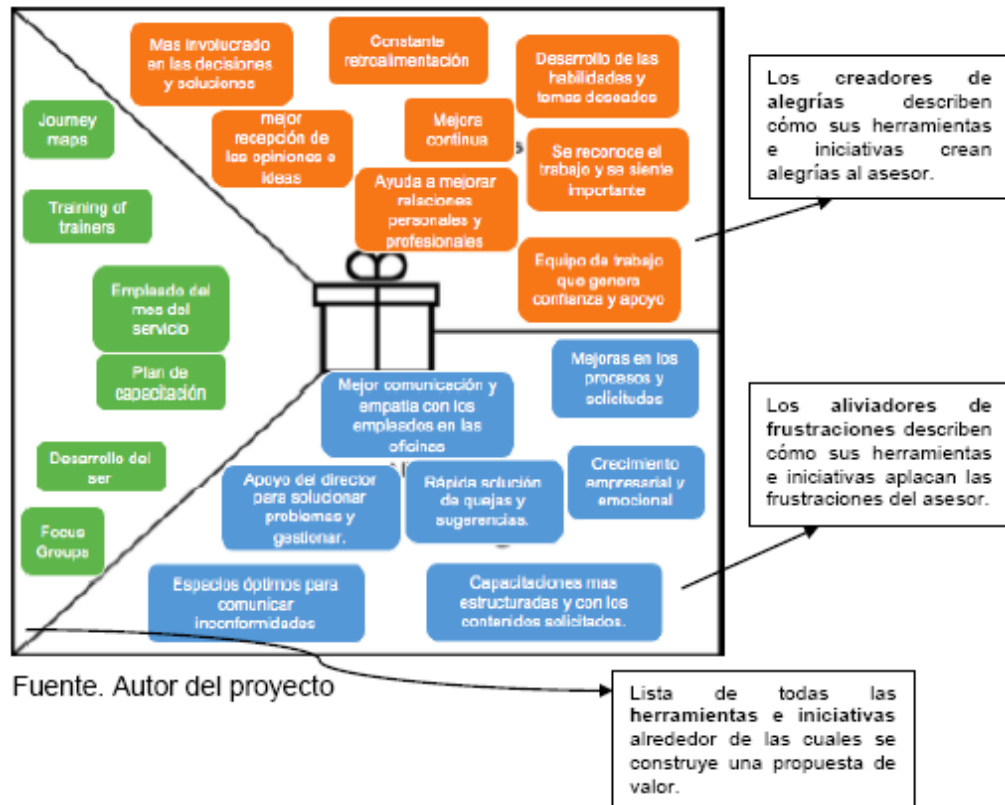 Mas involucrado
en las decisiones
y soluciones
Constante
retroalimentación
Desarrollo de las
habilidades y
temas deseados
mejor
recepción de
las opiniones e
ideas
Mejora
continua
s
Se reconoce el
trabajo y se siente
importante
Ayuda a mejorar
relaciones
personales y
profesionales
Equipo de trabajo
que genera
confianza y apoyo
Journey
maps
Training of
trainers
Empleado del
mes del
servicio
Plan de
capacitación
Desarrollo del
ser
Focus
Groups
Mejoras en los
procesos y
solicitudes
Mejor comunicación y
empatía con los
empleados en las
oficinas
Apoyo del director
para solucionar
problemas y
gestionar.
Rápida solución
de quejas y
sugerencias.
Crecimiento
empresarial y
emocional
Espacios óptimos para
comunicar
inconformidades
Capacitaciones mas
estructuradas y con los
contenidos solicitados.
Los creadores de
alegrías describen
cómo sus herramientas
e iniciativas crean
alegrías al asesor.
Los aliviadores de
frustraciones describen
cómo sus herramientas
e iniciativas aplacan las
frustraciones del asesor.
Fuente. Autor del proyecto
Lista de todas las
herramientas e iniciativas
alrededor de las cuales se
construye una propuesta de
valor.